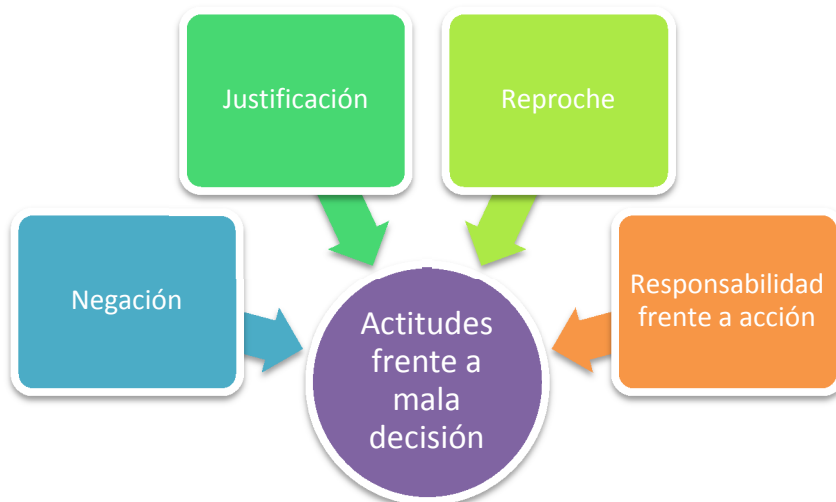 Justificación
Reproche
Negación
Responsabilidad
frente a acción
Actitudes
frente a
mala
decisión